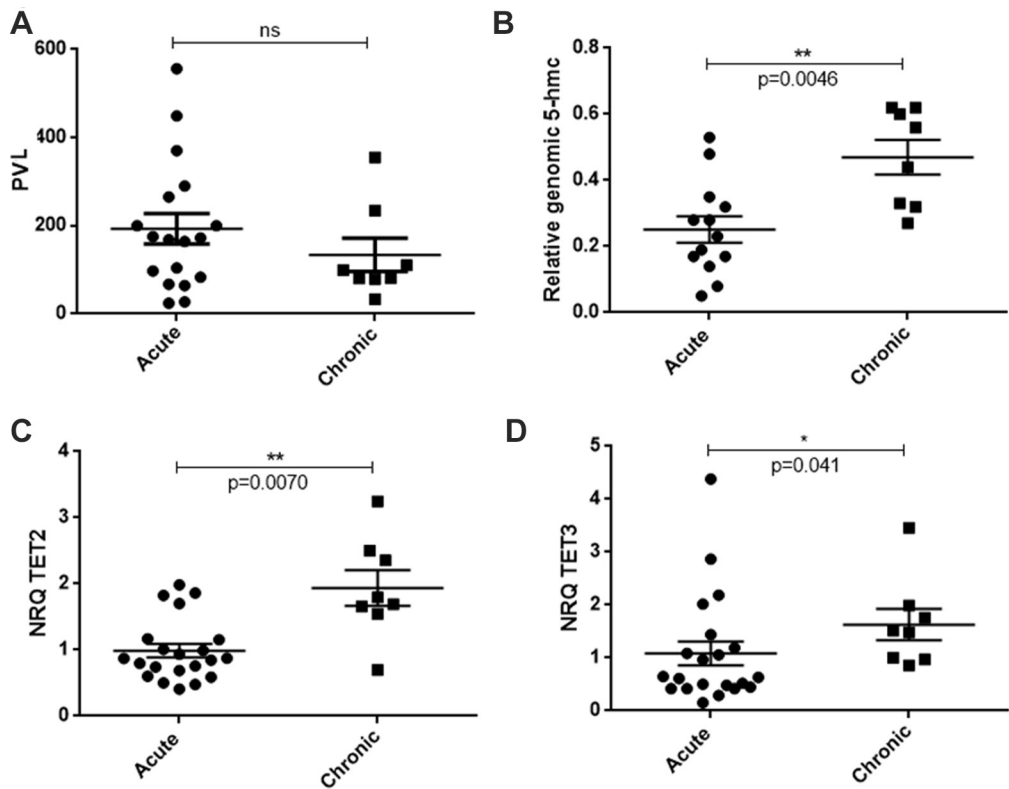 A
ns
600
400
200
0
PVL
Acute
Chronic
B
**
p=0.0046
0.8
0.6
0.4
0.2
0.0
Relative genomic 5-hmc
Acute
Chronic
C
**
p=0.0070
4
3
2
1
0
NRQ TET2
Acute
Chronic
D
*
p=0.041
5
4
3
2
1
0
NRQ TET3
Acute
Chronic